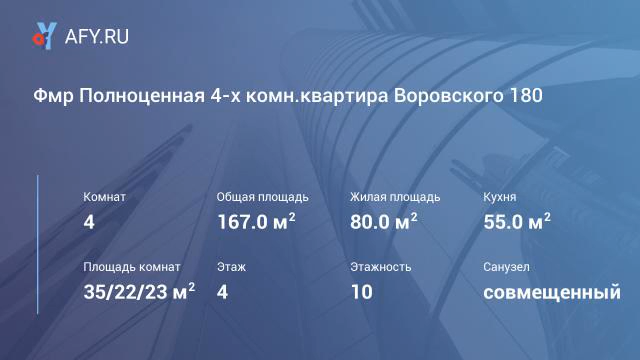 AFY.RU
Фмр Полноценная 4-х комн.квартира Воровского 180
Комнат
4
Общая площадь
167.0 м²
Жилая площадь
80.0 м²
Кухня
55.0 м²
Площадь комнат
35/22/23 м²
Этаж
4
Этажность
10
Санузел
совмещенный